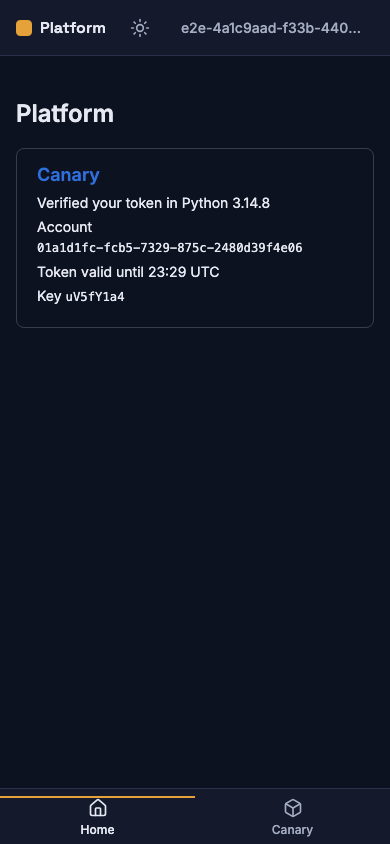 Platform
e2e-4a1c9aad-f33b-440...
Platform
Canary
Verified your token in Python 3.14.8
Account
01a1d1fc-fcb5-7329-875c-2480d39f4e06
Token valid until 23:29 UTC
Key uV5fY1a4
Home
Canary